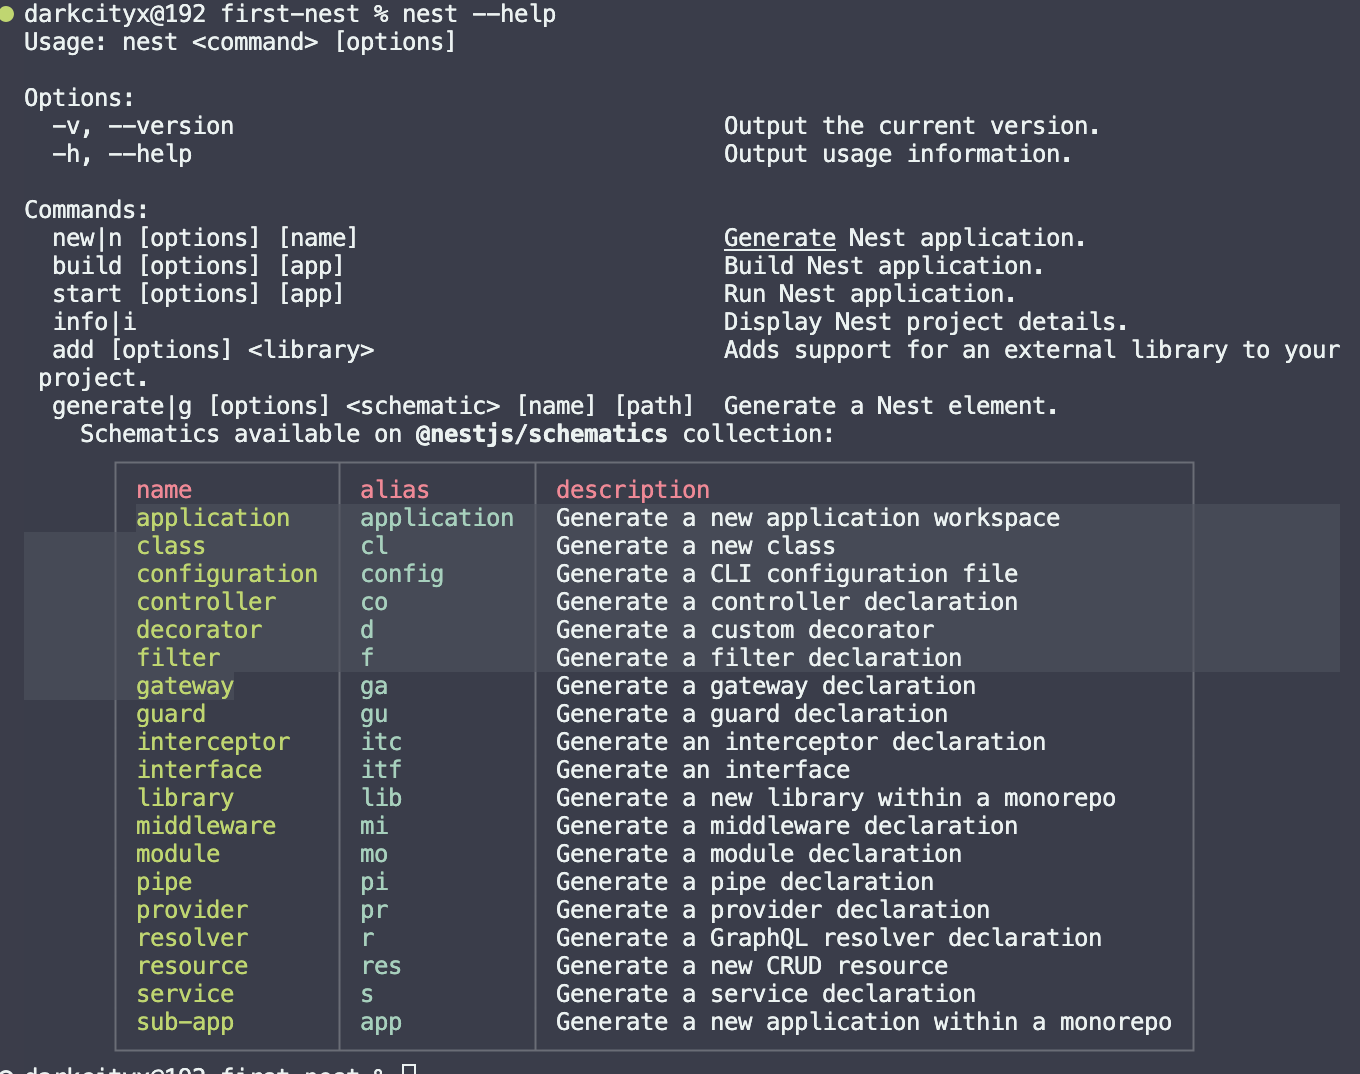 darkcityx@192 first-nest % nest --help
Usage: nest <command> [options]
Options:
-v, --version Output the current version.
-h, --help Output usage information.
Commands:
new|n [options] [name] Generate Nest application.
build [options] [app] Build Nest application.
start [options] [app] Run Nest application.
info|i Display Nest project details.
add [options] <library> Adds support for an external library to your
project.
generate|g [options] <schematic> [name] [path] Generate a Nest element.
Schematics available on @nestjs/schematics collection:
name alias description
application application Generate a new application workspace
class cl Generate a new class
configuration config Generate a CLI configuration file
controller co Generate a controller declaration
decorator d Generate a custom decorator
filter f Generate a filter declaration
gateway ga Generate a gateway declaration
guard gu Generate a guard declaration
interceptor itc Generate an interceptor declaration
interface itf Generate an interface
library lib Generate a new library within a monorepo
middleware mi Generate a middleware declaration
module mo Generate a module declaration
pipe pi Generate a pipe declaration
provider pr Generate a provider declaration
resolver r Generate a GraphQL resolver declaration
resource res Generate a new CRUD resource
service s Generate a service declaration
sub-app app Generate a new application within a monorepo
darkcityx@192 first-nest %